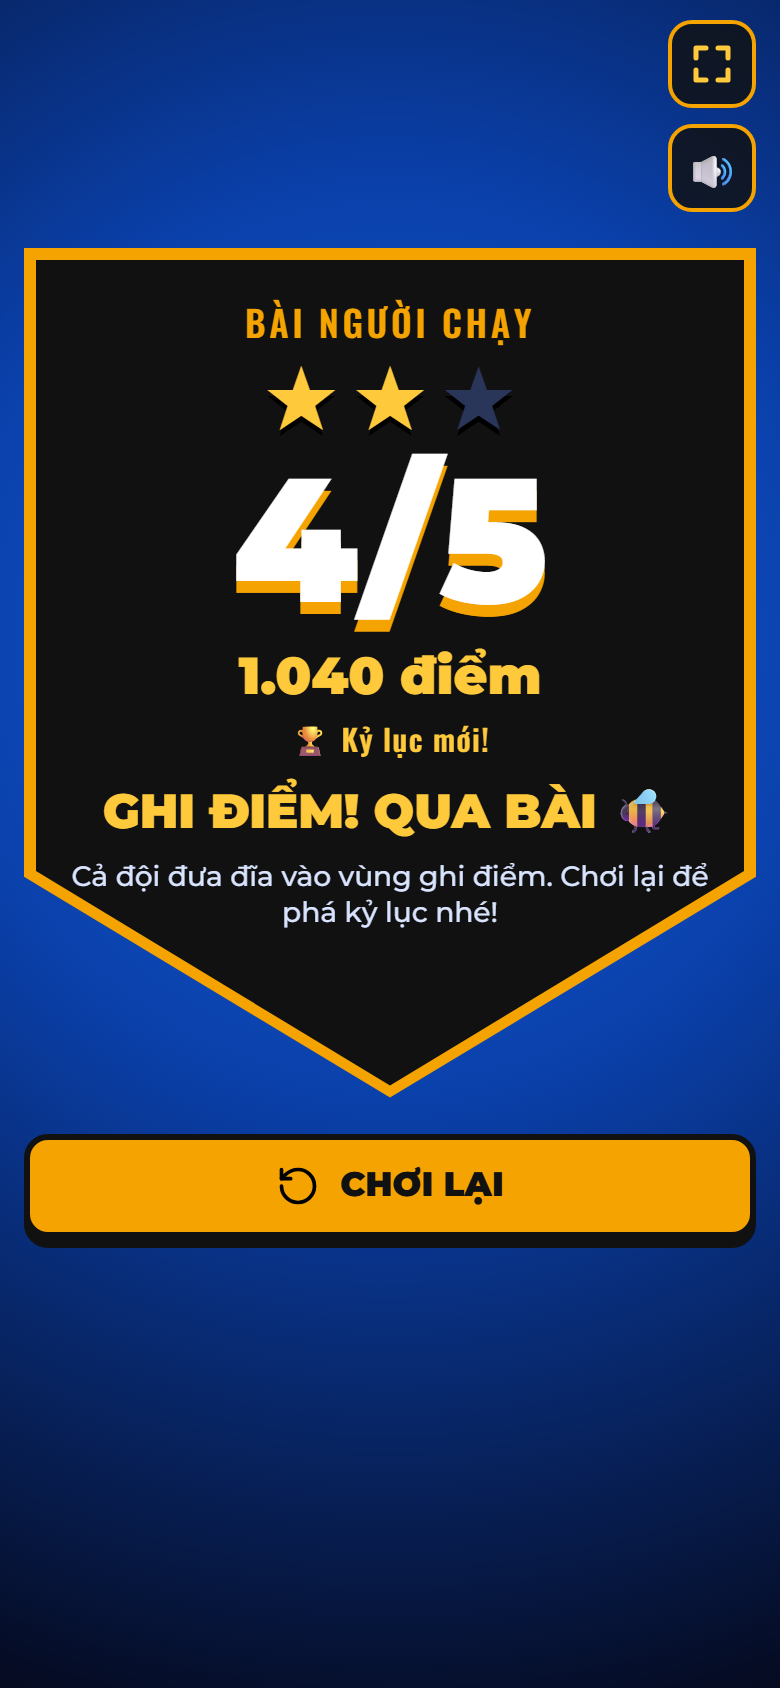 BÀI NGƯỜI CHẠY
4/5
1.040 điểm
Kỷ lục mới!
GHI ĐIỂM! QUA BÀI
Cả đội đưa đĩa vào vùng ghi điểm. Chơi lại để
phá kỷ lục nhé!
CHƠI LẠI